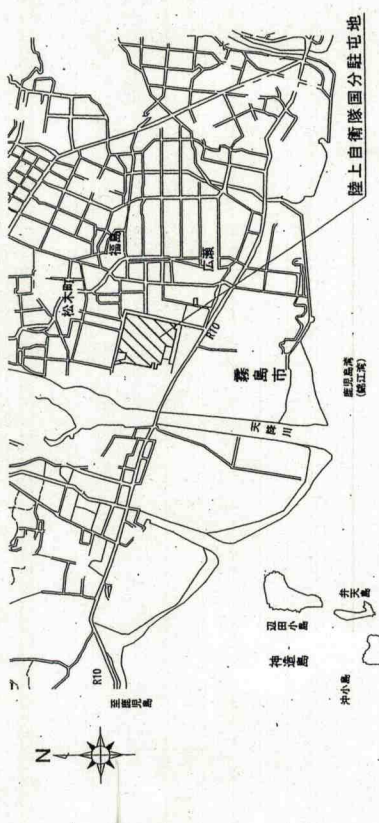 陸上自衛隊国分駐屯地
福島
松木町
広瀬
R10
霧島市
天降川
鹿児島湾
(錦江湾)
辺田小島
弁天島
神造島
沖小島
R10
至鹿児島
N